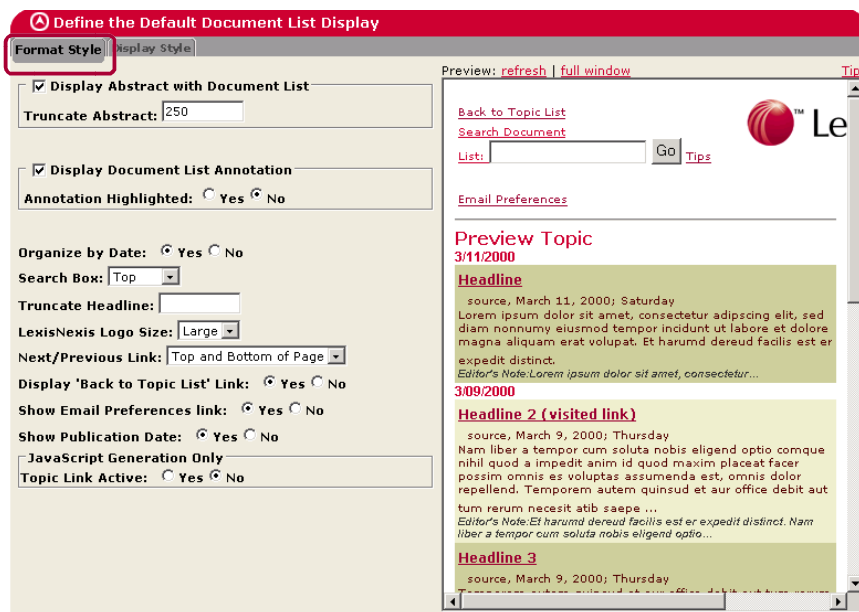 Define the Default Document List Display
Format Style
Display Style
Display Abstract with Document List
Truncate Abstract: 250
Display Document List Annotation
Annotation Highlighted: Yes No
Organize by Date: Yes No
Search Box: Top
Truncate Headline:
LexisNexis Logo Size: Large
Next/Previous Link: Top and Bottom of Page
Display 'Back to Topic List' Link: Yes No
Show Email Preferences link: Yes No
Show Publication Date: Yes No
JavaScript Generation Only
Topic Link Active: Yes No
Preview: refresh | full window
Tip
Back to Topic List
Search Document
List: Go Tips
™ Le
Email Preferences
Preview Topic
3/11/2000
Headline
source, March 11, 2000; Saturday
Lorem ipsum dolor sit amet, consectetur adipscing elit, sed
diam nonnumy eiusmod tempor incidunt ut labore et dolore
magna aliquam erat volupat. Et harumd dereud facilis est er
expedit distinct.
Editor's Note:Lorem ipsum dolor sit amet, consectetur...
3/09/2000
Headline 2 (visited link)
source, March 9, 2000; Thursday
Nam liber a tempor cum soluta nobis eligend optio comque
nihil quod a impedit anim id quod maxim placeat facer
possim omnis es voluptas assumenda est, omnis dolor
repellend. Temporem autem quinsud et aur office debit aut
tum rerum necesit atib saepe ...
Editor's Note:Et harumd dereud facilis est er expedit distinct. Nam
liber a tempor cum soluta nobis eligend optio...
Headline 3
source, March 9, 2000; Thursday